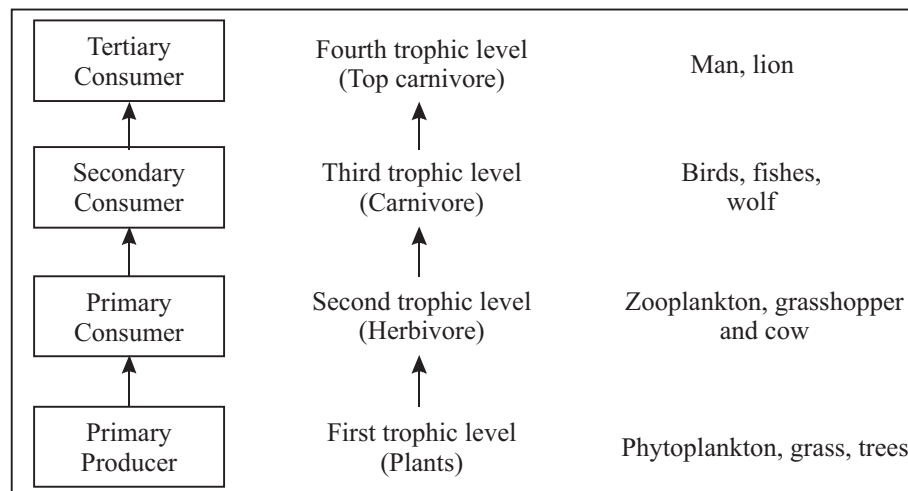 Tertiary
Consumer
Fourth trophic level
(Top carnivore)
Man, lion
Secondary
Consumer
Third trophic level
(Carnivore)
Birds, fishes,
wolf
Primary
Consumer
Second trophic level
(Herbivore)
Zooplankton, grasshopper
and cow
Primary
Producer
First trophic level
(Plants)
Phytoplankton, grass, trees